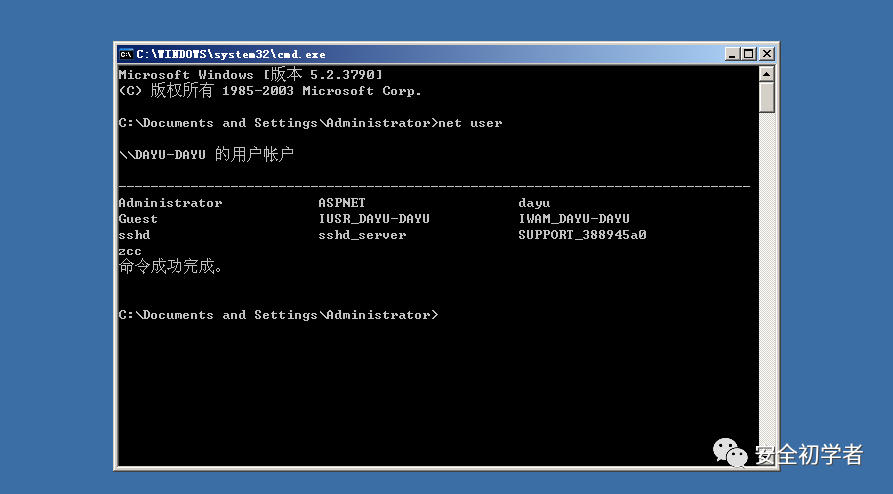 C:\WINDOWS\system32\cmd.exe
Microsoft Windows [版本 5.2.3790]
(C) 版权所有 1985-2003 Microsoft Corp.
C:\Documents and Settings\Administrator>net user
\\DAYU-DAYU 的用户帐户
-------------------------------------------------------------------------------
Administrator ASPNET dayu
Guest IUSR_DAYU-DAYU IWAM_DAYU-DAYU
sshd sshd_server SUPPORT_388945a0
zcc
命令成功完成。
C:\Documents and Settings\Administrator>
安全初学者